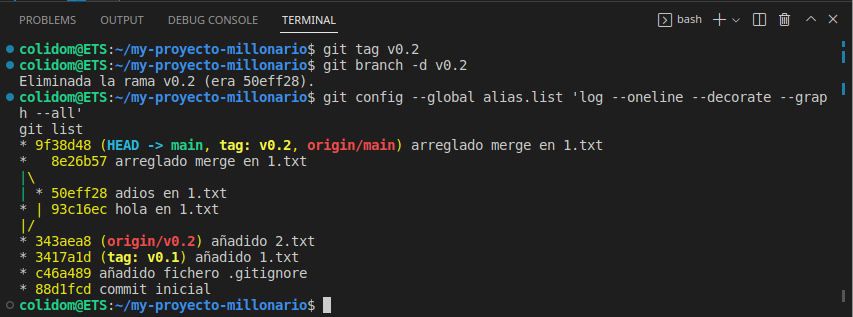 PROBLEMS OUTPUT DEBUG CONSOLE TERMINAL bash
colidom@ETS:~/my-proyecto-millonario$ git tag v0.2
colidom@ETS:~/my-proyecto-millonario$ git branch -d v0.2
Eliminada la rama v0.2 (era 50eff28).
colidom@ETS:~/my-proyecto-millonario$ git config --global alias.list 'log --oneline --decorate --grap
h --all'
git list
* 9f38d48 (HEAD -> main, tag: v0.2, origin/main) arreglado merge en 1.txt
*   8e26b57 arreglado merge en 1.txt
|\
| * 50eff28 adios en 1.txt
* | 93c16ec hola en 1.txt
|/
* 343aea8 (origin/v0.2) añadido 2.txt
* 3417a1d (tag: v0.1) añadido 1.txt
* c46a489 añadido fichero .gitignore
* 88d1fcd commit inicial
colidom@ETS:~/my-proyecto-millonario$